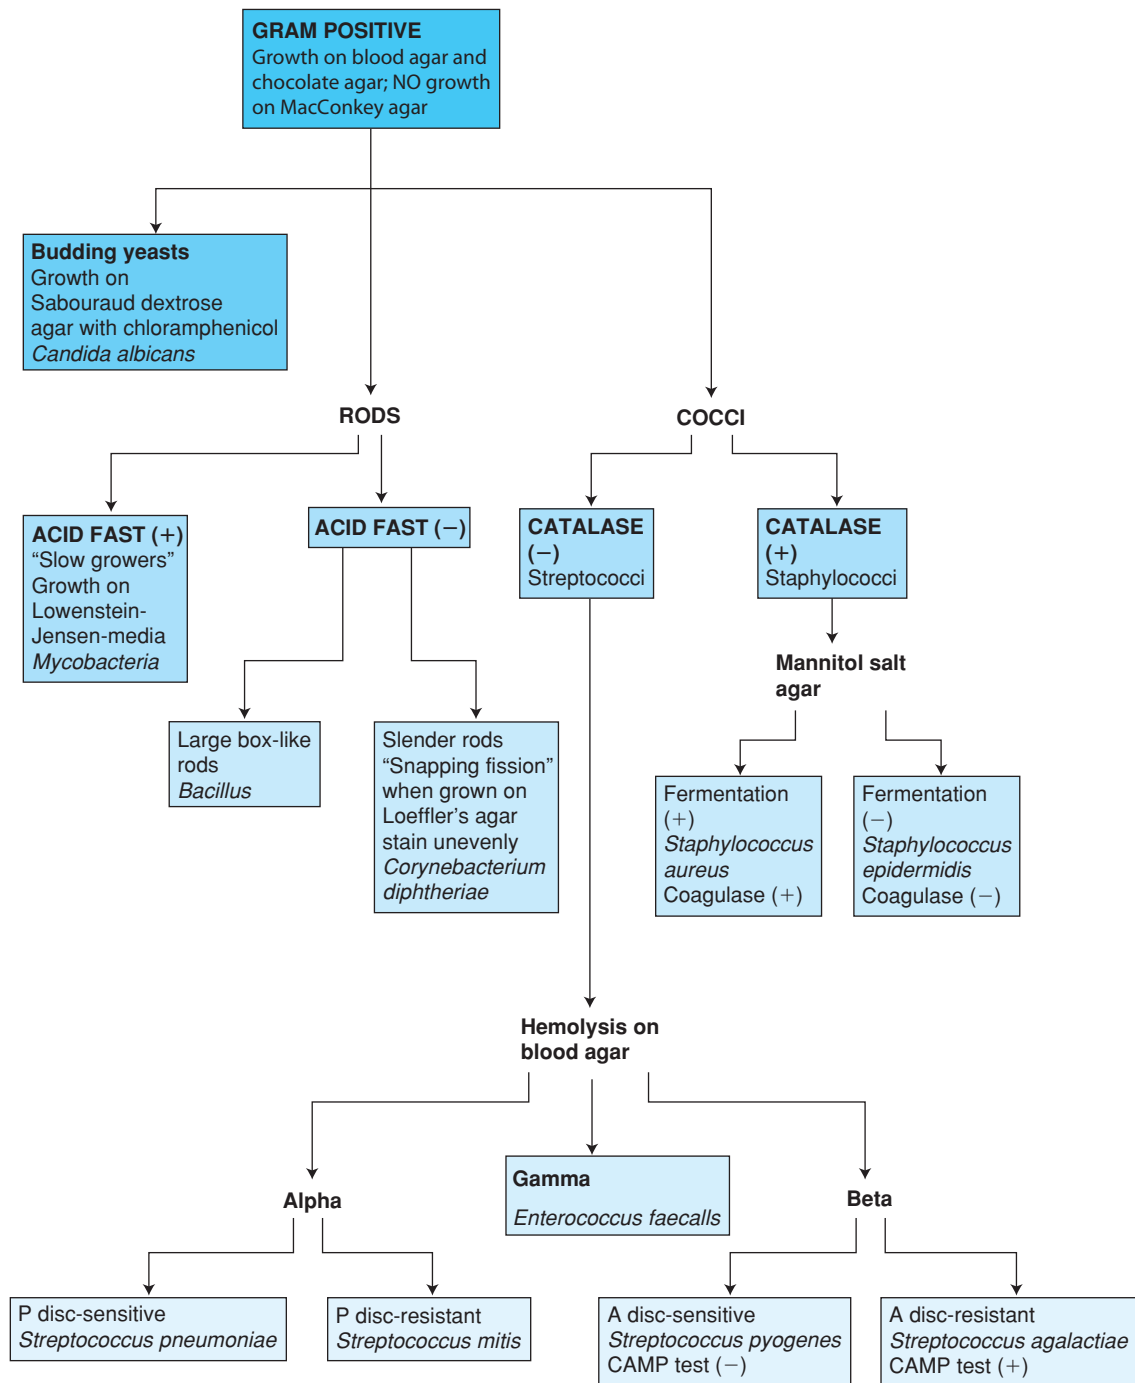 GRAM POSITIVE
Growth on blood agar and
chocolate agar; NO growth
on MacConkey agar
Budding yeasts
Growth on
Sabouraud dextrose
agar with chloramphenicol
Candida albicans
RODS
COCCI
ACID FAST (+)
“Slow growers”
Growth on
Lowenstein-
Jensen-media
Mycobacteria
ACID FAST (−)
CATALASE
(−)
Streptococci
CATALASE
(+)
Staphylococci
Mannitol salt
agar
Large box-like
rods
Bacillus
Slender rods
“Snapping fission”
when grown on
Loeffler’s agar
stain unevenly
Corynebacterium
diphtheriae
Fermentation
(+)
Staphylococcus
aureus
Coagulase (+)
Fermentation
(−)
Staphylococcus
epidermidis
Coagulase (−)
Hemolysis on
blood agar
Alpha
Gamma
Enterococcus faecalls
Beta
P disc-sensitive
Streptococcus pneumoniae
P disc-resistant
Streptococcus mitis
A disc-sensitive
Streptococcus pyogenes
CAMP test (−)
A disc-resistant
Streptococcus agalactiae
CAMP test (+)